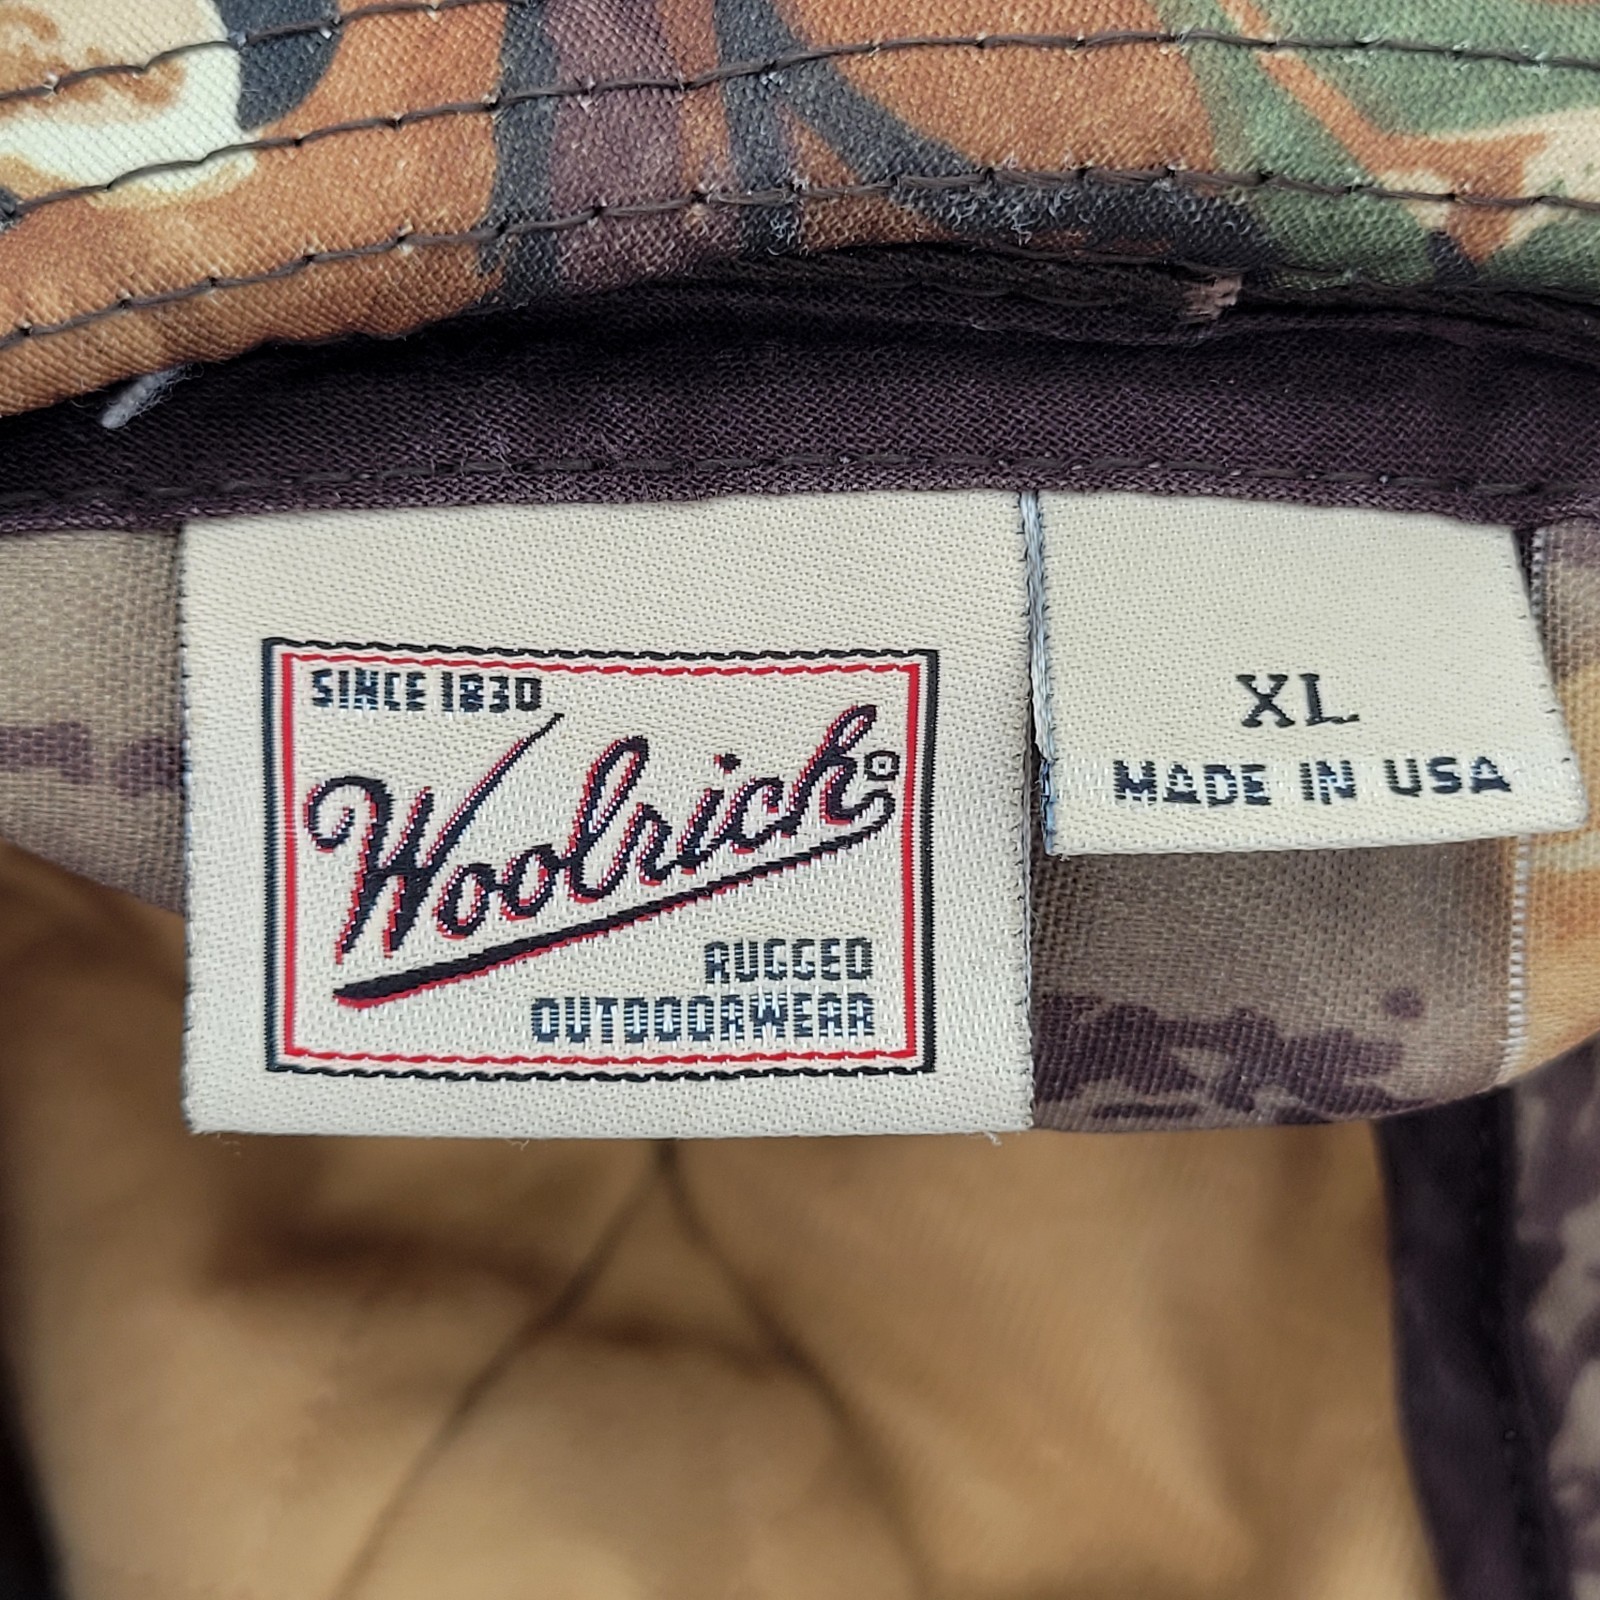 SINCE 1830
Woolrich®
RUGGED
OUTDOORWEAR
XL
MADE IN USA